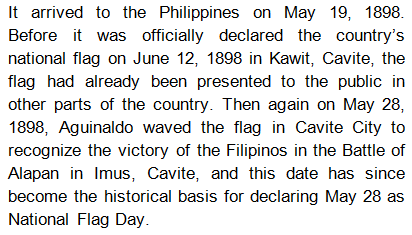 It arrived to the Philippines on May 19, 1898.
Before it was officially declared the country's
national flag on June 12, 1898 in Kawit, Cavite, the
flag had already been presented to the public in
other parts of the country. Then again on May 28,
1898, Aguinaldo waved the flag in Cavite City to
recognize the victory of the Filipinos in the Battle of
Alapan in Imus, Cavite, and this date has since
become the historical basis for declaring May 28 as
National Flag Day.